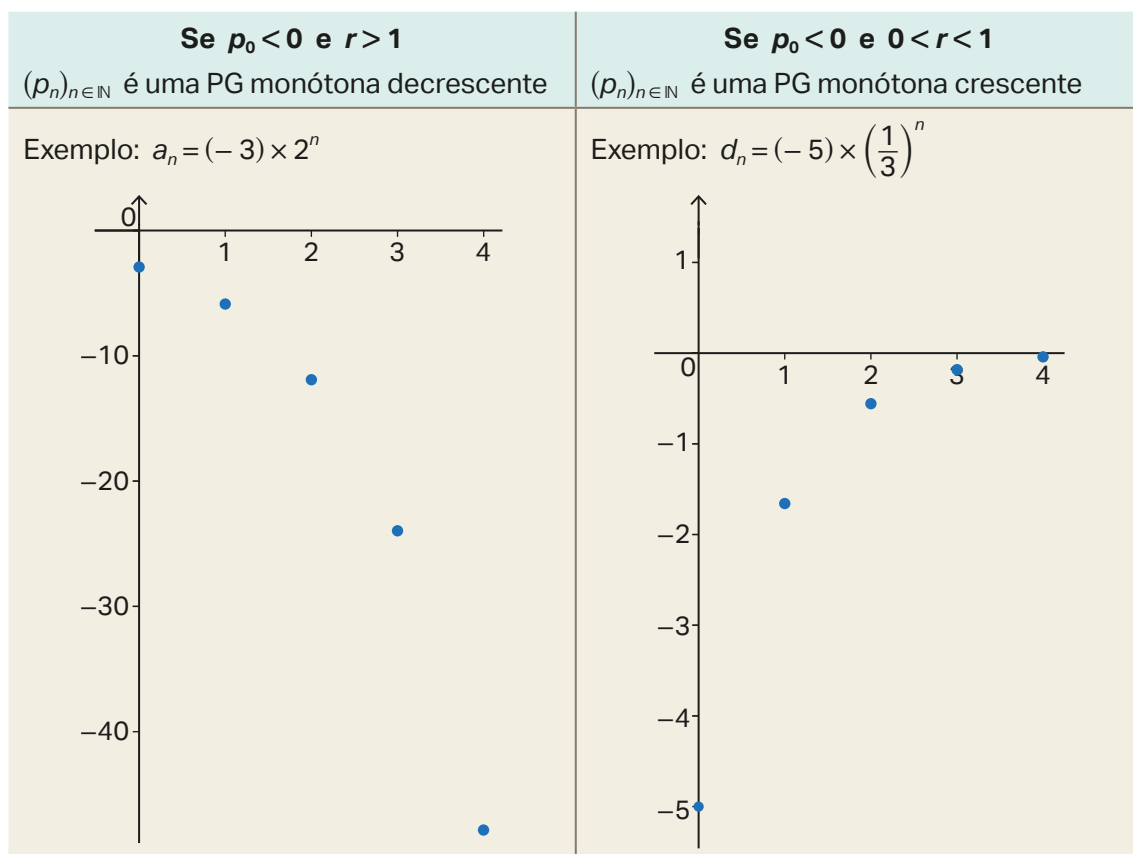 Se p₀ < 0 e r > 1
(pₙ)ₙ∈ℕ é uma PG monótona decrescente
Exemplo: aₙ = (– 3) × 2ⁿ
0
1 2 3 4
–10
–20
–30
–40
Se p₀ < 0 e 0 < r < 1
(pₙ)ₙ∈ℕ é uma PG monótona crescente
Exemplo: dₙ = (– 5) × (1/3)ⁿ
1
0
1 2 3 4
–1
–2
–3
–4
–5